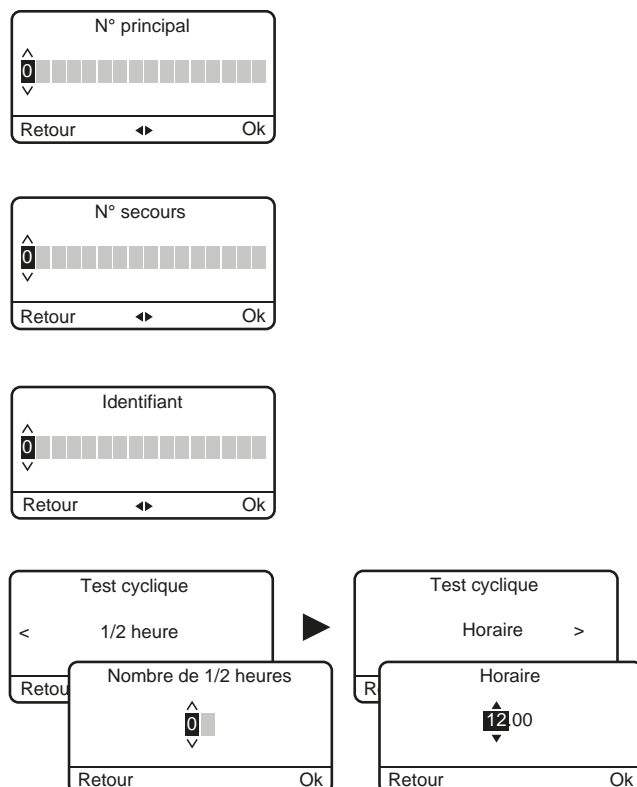 N° principal
0
Retour Ok
N° secours
0
Retour Ok
Identifiant
0
Retour Ok
Test cyclique
< 1/2 heure
Retou
Nombre de 1/2 heures
0
Retour Ok
Test cyclique
Horaire >
R
Horaire
12.00
Retour Ok